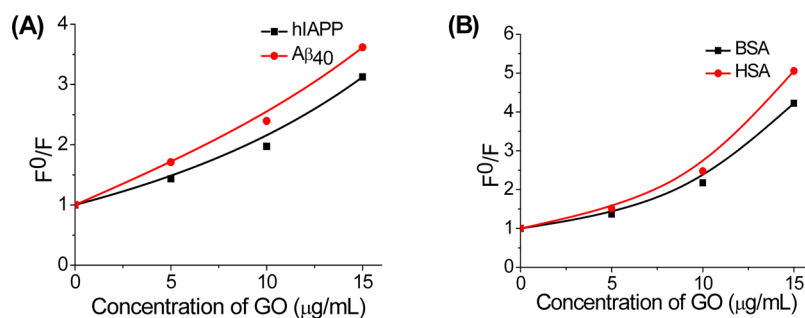 (A)
hIAPP
Aβ40
F0/F
4
3
2
1
0
0 5 10 15
Concentration of GO (μg/mL)
(B)
BSA
HSA
F0/F
6
5
4
3
2
1
0
0 5 10 15
Concentration of GO (μg/mL)